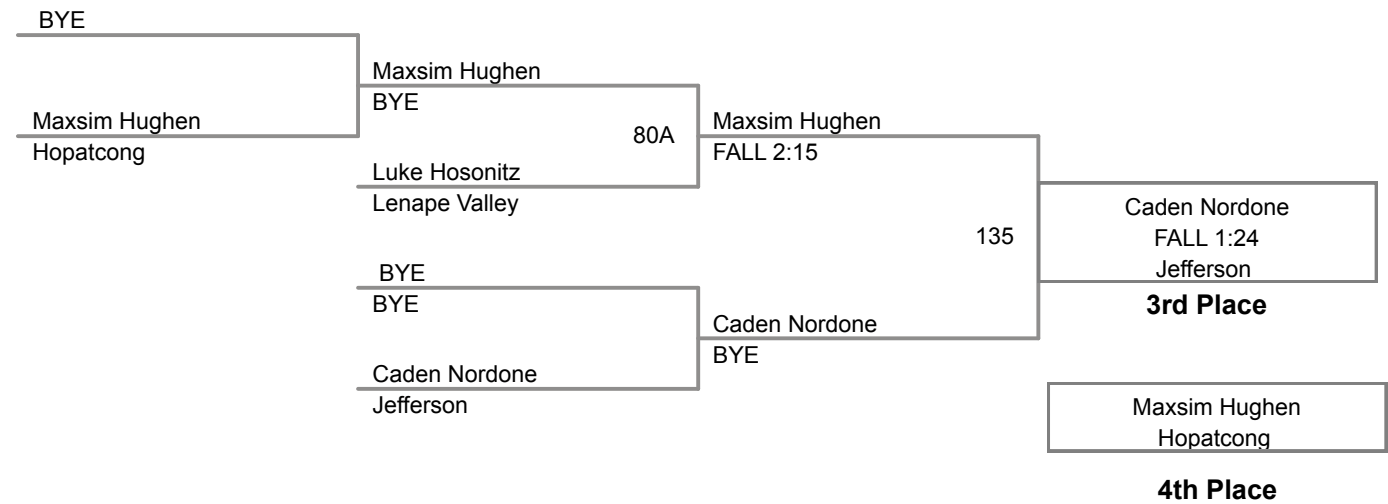 BYE
Maxsim Hughen
Hopatcong
Maxsim Hughen
BYE
80A
Luke Hosonitz
Lenape Valley
BYE
BYE
Caden Nordone
Jefferson
Maxsim Hughen
FALL 2:15
135
Caden Nordone
BYE
Caden Nordone
FALL 1:24
Jefferson
3rd Place
Maxsim Hughen
Hopatcong
4th Place